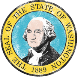 THE SEAL OF THE STATE OF WASHINGTON
1889